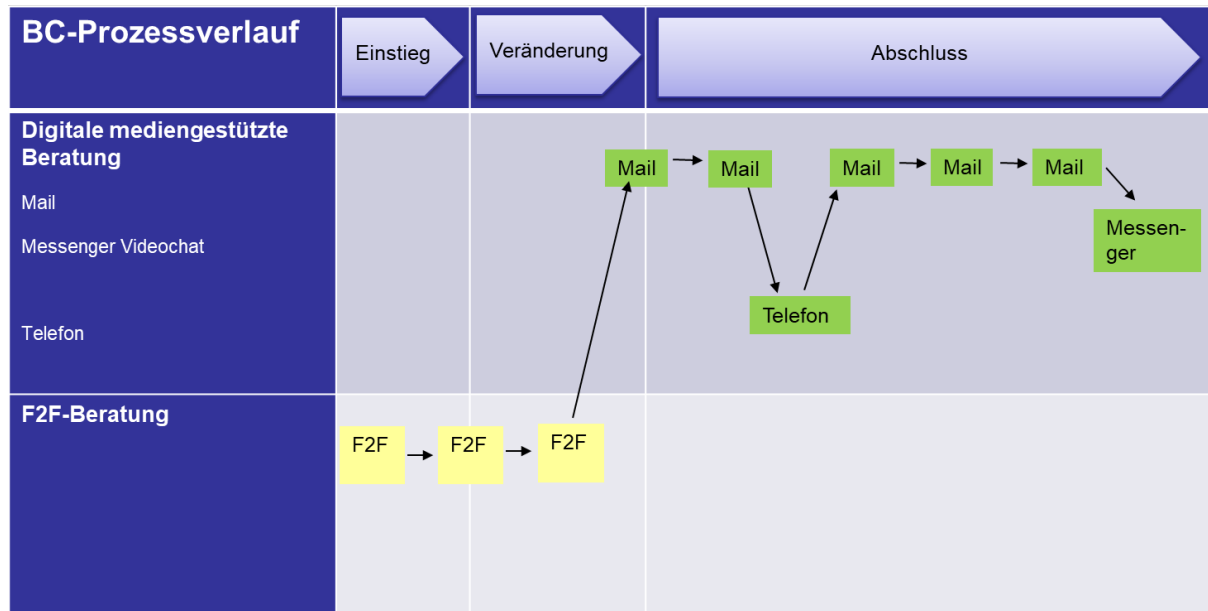 BC-Prozessverlauf
Einstieg
Veränderung
Abschluss
Digitale mediengestützte
Beratung
Mail
Messenger Videochat
Telefon
Mail
Mail
Mail
Mail
Mail
Messen-
ger
Telefon
F2F-Beratung
F2F
F2F
F2F